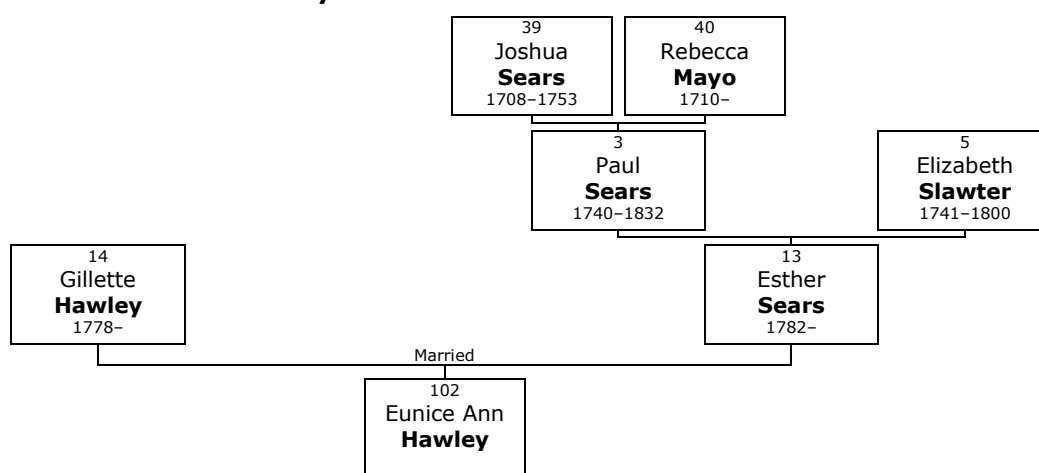 39
Joshua
Sears
1708–1753
40
Rebecca
Mayo
1710–
3
Paul
Sears
1740–1832
5
Elizabeth
Slawter
1741–1800
14
Gillette
Hawley
1778–
13
Esther
Sears
1782–
Married
102
Eunice Ann
Hawley